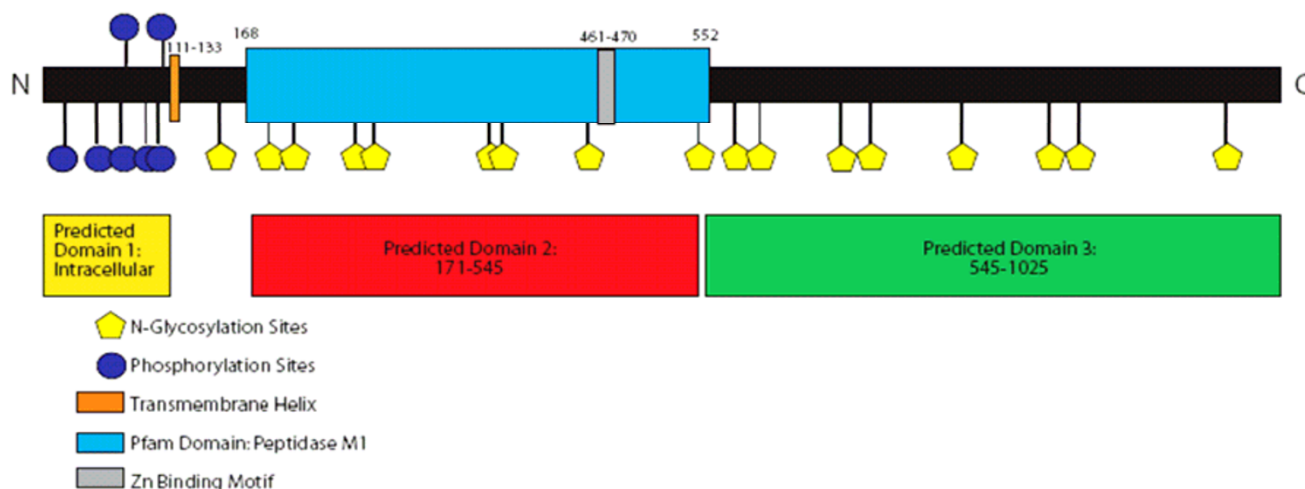 168
461-470
552
111-133
N
C
Predicted
Domain 1:
Intracellular
Predicted Domain 2:
171-545
Predicted Domain 3:
545-1025
N-Glycosylation Sites
Phosphorylation Sites
Transmembrane Helix
Pfam Domain: Peptidase M1
Zn Binding Motif